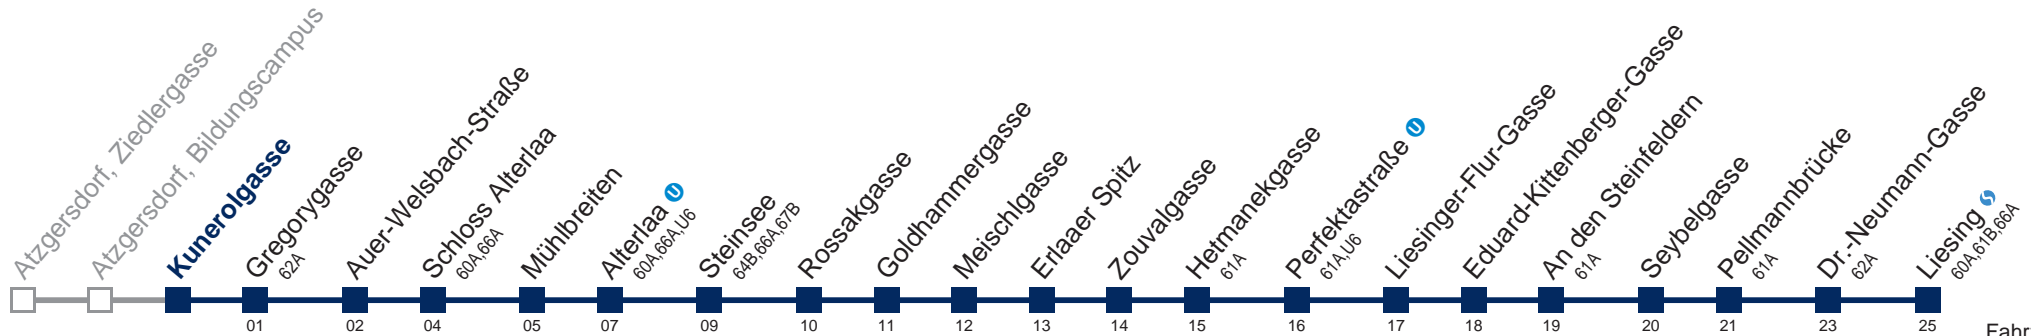 Atzgersdorf, Ziedlergasse
Atzgersdorf, Bildungscampus
Kunerolgasse
Gregorygasse
62A
Auer-Welsbach-Straße
Schloss Alterlaa
60A,66A
Mühlbreiten
Alterlaa U
60A,66A,U6
Steinsee
64B,66A,67B
Rossakgasse
Goldhammergasse
Meischlgasse
Erlaaer Spitz
Zouvalgasse
Hetmanekgasse
61A
Perfektastraße U
61A,U6
Liesinger-Flur-Gasse
Eduard-Kittenberger-Gasse
An den Steinfeldern
61A
Seybelgasse
Pellmannbrücke
61A
Dr.-Neumann-Gasse
62A
Liesing S
60A,61B,66A
01 02 04 05 07 09 10 11 12 13 14 15 16 17 18 19 20 21 23 25
Fahr